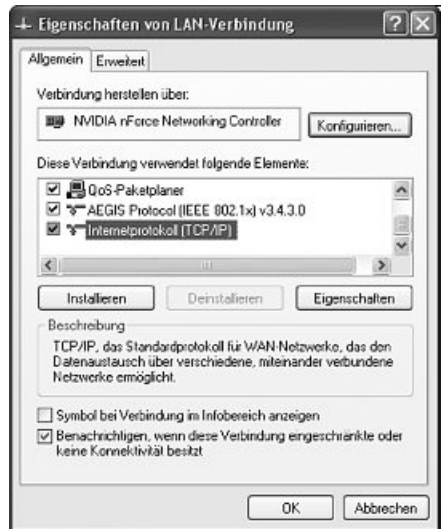 Eigenschaften von LAN-Verbindung
Allgemein Erweitert
Verbindung herstellen über:
NVIDIA nForce Networking Controller Konfigurieren...
Diese Verbindung verwendet folgende Elemente:
QoS-Paketplaner
AEGIS Protocol (IEEE 802.1x) v3.4.3.0
Internetprotokoll (TCP/IP)
Installieren Deinstallieren Eigenschaften
Beschreibung
TCP/IP, das Standardprotokoll für WAN-Netzwerke, das den
Datenaustausch über verschiedene, miteinander verbundene
Netzwerke ermöglicht.
Symbol bei Verbindung im Infobereich anzeigen
Benachrichtigen, wenn diese Verbindung eingeschränkte oder
keine Konnektivität besitzt
OK Abbrechen